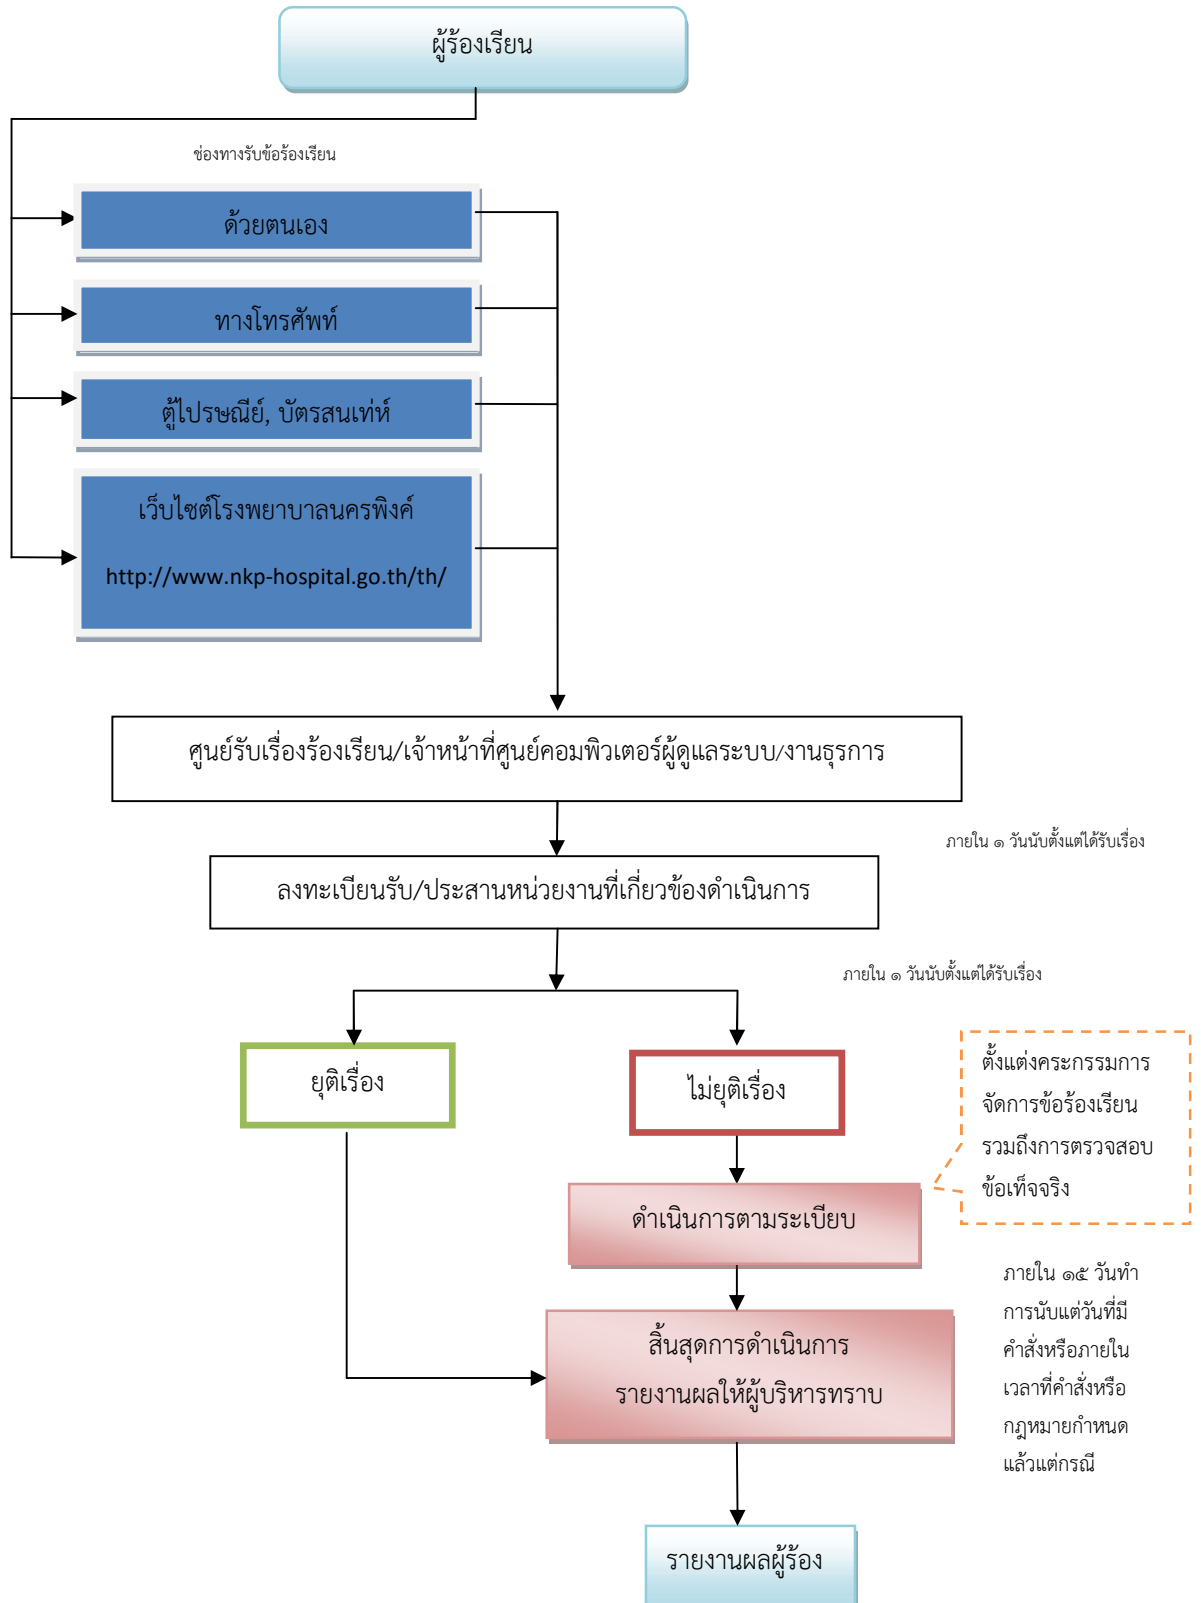 ผู้ร้องเรียน
ช่องทางรับข้อร้องเรียน
ด้วยตนเอง
ทางโทรศัพท์
ตู้ไปรษณีย์, บัตรสนเท่ห์
เว็บไซต์โรงพยาบาลนครพิงค์
http://www.nkp-hospital.go.th/th/
ศูนย์รับเรื่องร้องเรียน/เจ้าหน้าที่ศูนย์คอมพิวเตอร์ผู้ดูแลระบบ/งานธุรการ
ภายใน ๑ วันนับตั้งแต่ได้รับเรื่อง
ลงทะเบียนรับ/ประสานหน่วยงานที่เกี่ยวข้องดำเนินการ
ภายใน ๑ วันนับตั้งแต่ได้รับเรื่อง
ยุติเรื่อง
ไม่ยุติเรื่อง
ตั้งแต่งคระกรรมการ
จัดการข้อร้องเรียน
รวมถึงการตรวจสอบ
ข้อเท็จจริง
ดำเนินการตามระเบียบ
ภายใน ๑๕ วันทำ
การนับแต่วันที่มี
คำสั่งหรือภายใน
เวลาที่คำสั่งหรือ
กฎหมายกำหนด
แล้วแต่กรณี
สิ้นสุดการดำเนินการ
รายงานผลให้ผู้บริหารทราบ
รายงานผลผู้ร้อง